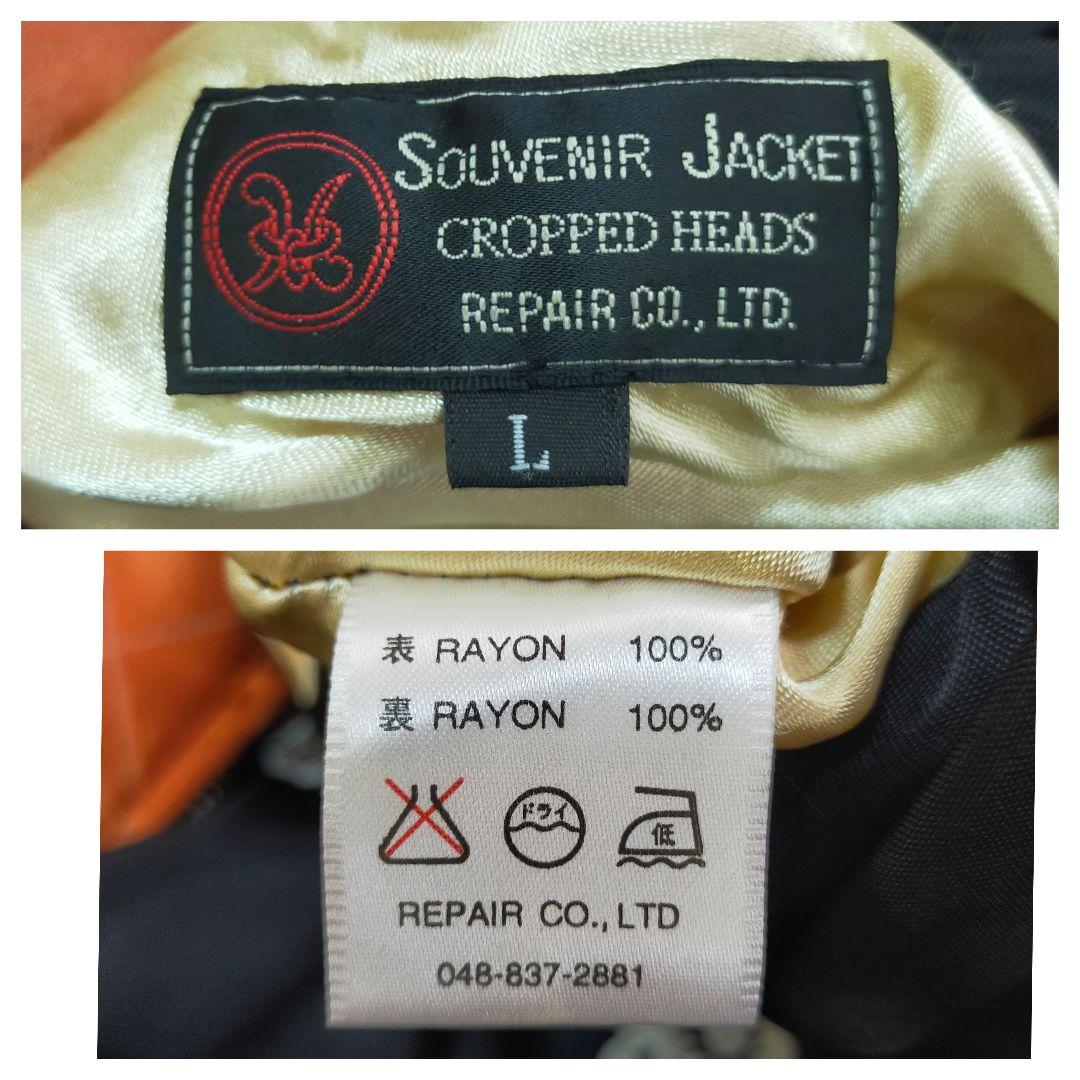 SOUVENIR JACKET
CROPPED HEADS
REPAIR CO., LTD.
L
表 RAYON 100%
裏 RAYON 100%
ドライ
低
REPAIR CO., LTD
048-837-2881